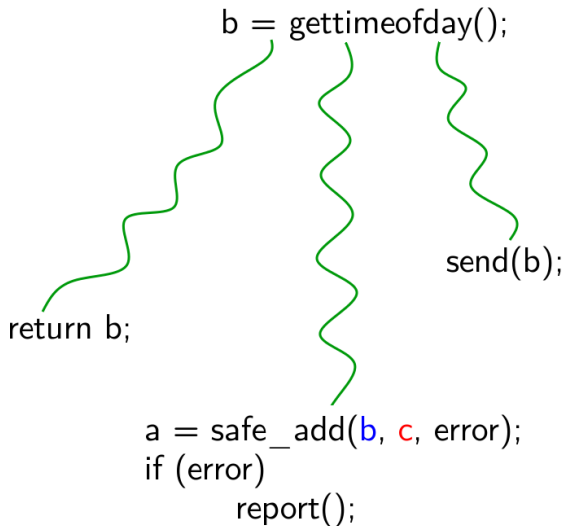 b = gettimeofday();
send(b);
return b;
a = safe_add(b, c, error);
if (error)
report();